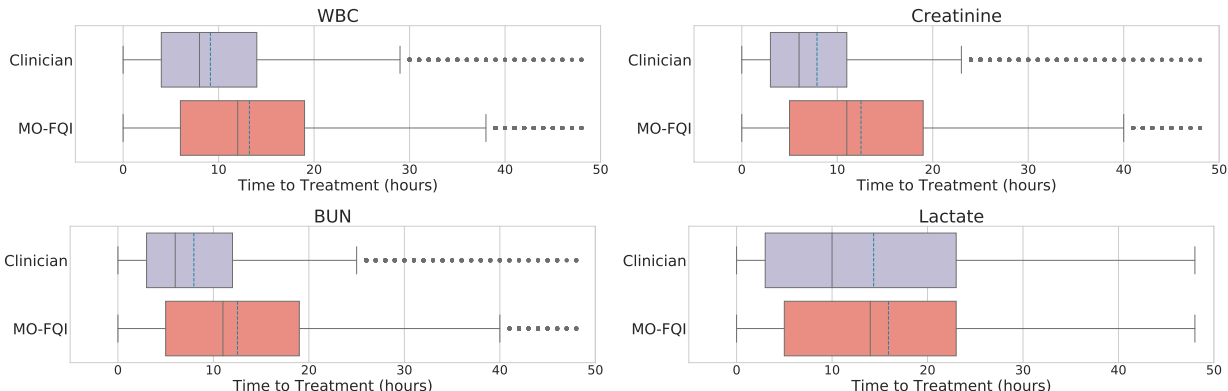 WBC
Clinician
MO-FQI
0 10 20 30 40 50
Time to Treatment (hours)
Creatinine
Clinician
MO-FQI
0 10 20 30 40 50
Time to Treatment (hours)
BUN
Clinician
MO-FQI
0 10 20 30 40 50
Time to Treatment (hours)
Lactate
Clinician
MO-FQI
0 10 20 30 40 50
Time to Treatment (hours)